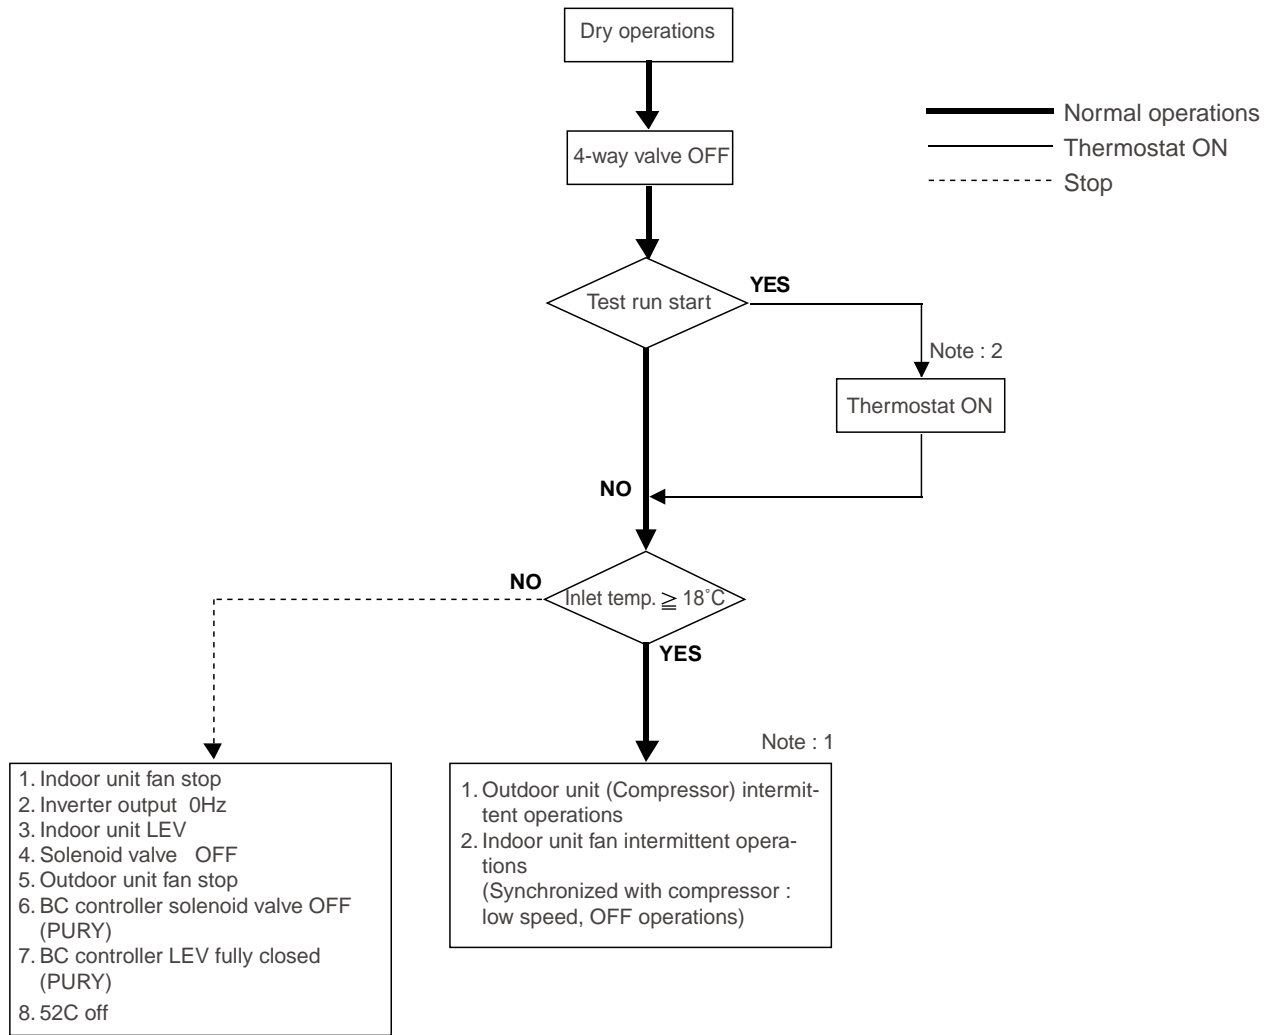 Dry operations
Normal operations
4-way valve OFF
Thermostat ON
Stop
YES
Test run start
Note : 2
Thermostat ON
NO
NO
Inlet temp. ≧ 18°C
YES
Note : 1
1. Indoor unit fan stop
2. Inverter output 0Hz
3. Indoor unit LEV
4. Solenoid valve OFF
5. Outdoor unit fan stop
6. BC controller solenoid valve OFF
(PURY)
7. BC controller LEV fully closed
(PURY)
8. 52C off
1. Outdoor unit (Compressor) intermit-
tent operations
2. Indoor unit fan intermittent opera-
tions
(Synchronized with compressor :
low speed, OFF operations)